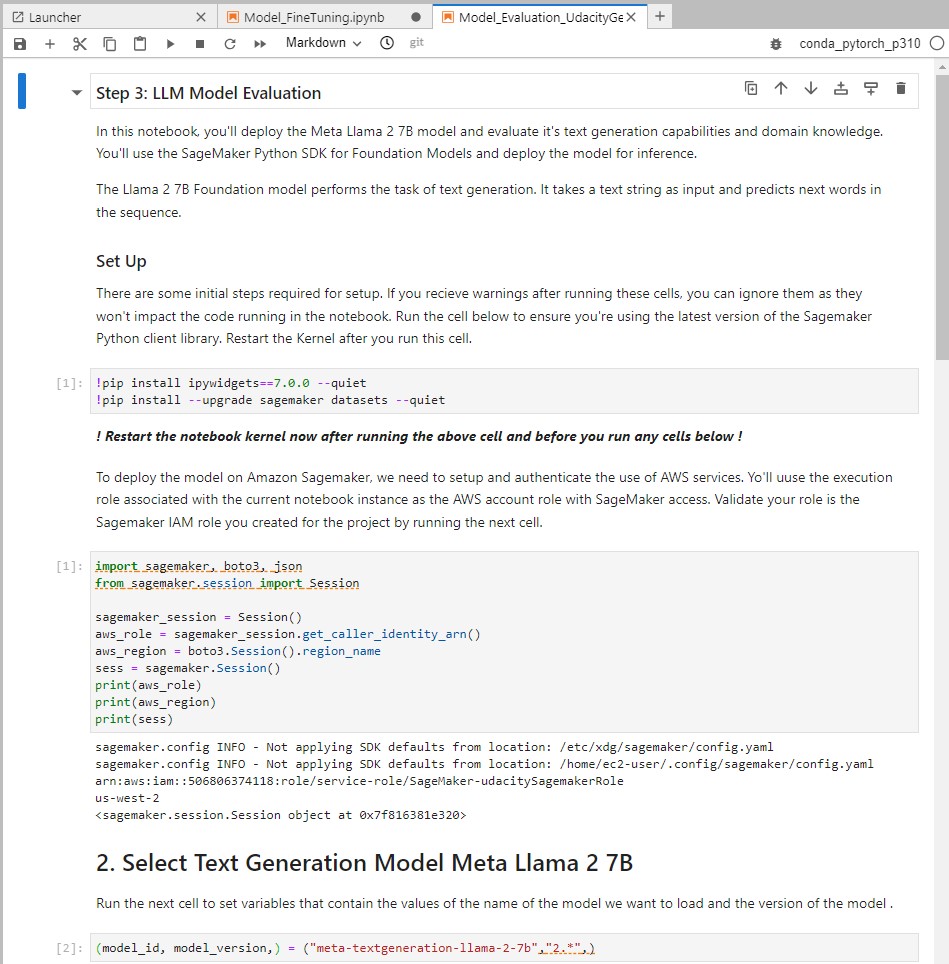 Launcher
Model_FineTuning.ipynb
Model_Evaluation_UdacityGe
Markdown
git
conda_pytorch_p310
Step 3: LLM Model Evaluation
In this notebook, you'll deploy the Meta Llama 2 7B model and evaluate it's text generation capabilities and domain knowledge.
You'll use the SageMaker Python SDK for Foundation Models and deploy the model for inference.
The Llama 2 7B Foundation model performs the task of text generation. It takes a text string as input and predicts next words in
the sequence.
Set Up
There are some initial steps required for setup. If you recieve warnings after running these cells, you can ignore them as they
won't impact the code running in the notebook. Run the cell below to ensure you're using the latest version of the Sagemaker
Python client library. Restart the Kernel after you run this cell.
[1]: !pip install ipywidgets==7.0.0 --quiet
!pip install --upgrade sagemaker datasets --quiet
! Restart the notebook kernel now after running the above cell and before you run any cells below !
To deploy the model on Amazon Sagemaker, we need to setup and authenticate the use of AWS services. Yo'll uuse the execution
role associated with the current notebook instance as the AWS account role with SageMaker access. Validate your role is the
Sagemaker IAM role you created for the project by running the next cell.
[1]: import sagemaker, boto3, json
from sagemaker.session import Session
sagemaker_session = Session()
aws_role = sagemaker_session.get_caller_identity_arn()
aws_region = boto3.Session().region_name
sess = sagemaker.Session()
print(aws_role)
print(aws_region)
print(sess)
sagemaker.config INFO - Not applying SDK defaults from location: /etc/xdg/sagemaker/config.yaml
sagemaker.config INFO - Not applying SDK defaults from location: /home/ec2-user/.config/sagemaker/config.yaml
arn:aws:iam::506806374118:role/service-role/SageMaker-udacitySagemakerRole
us-west-2
<sagemaker.session.Session object at 0x7f816381e320>
2. Select Text Generation Model Meta Llama 2 7B
Run the next cell to set variables that contain the values of the name of the model we want to load and the version of the model .
[2]: (model_id, model_version,) = ("meta-textgeneration-llama-2-7b","2.*",)